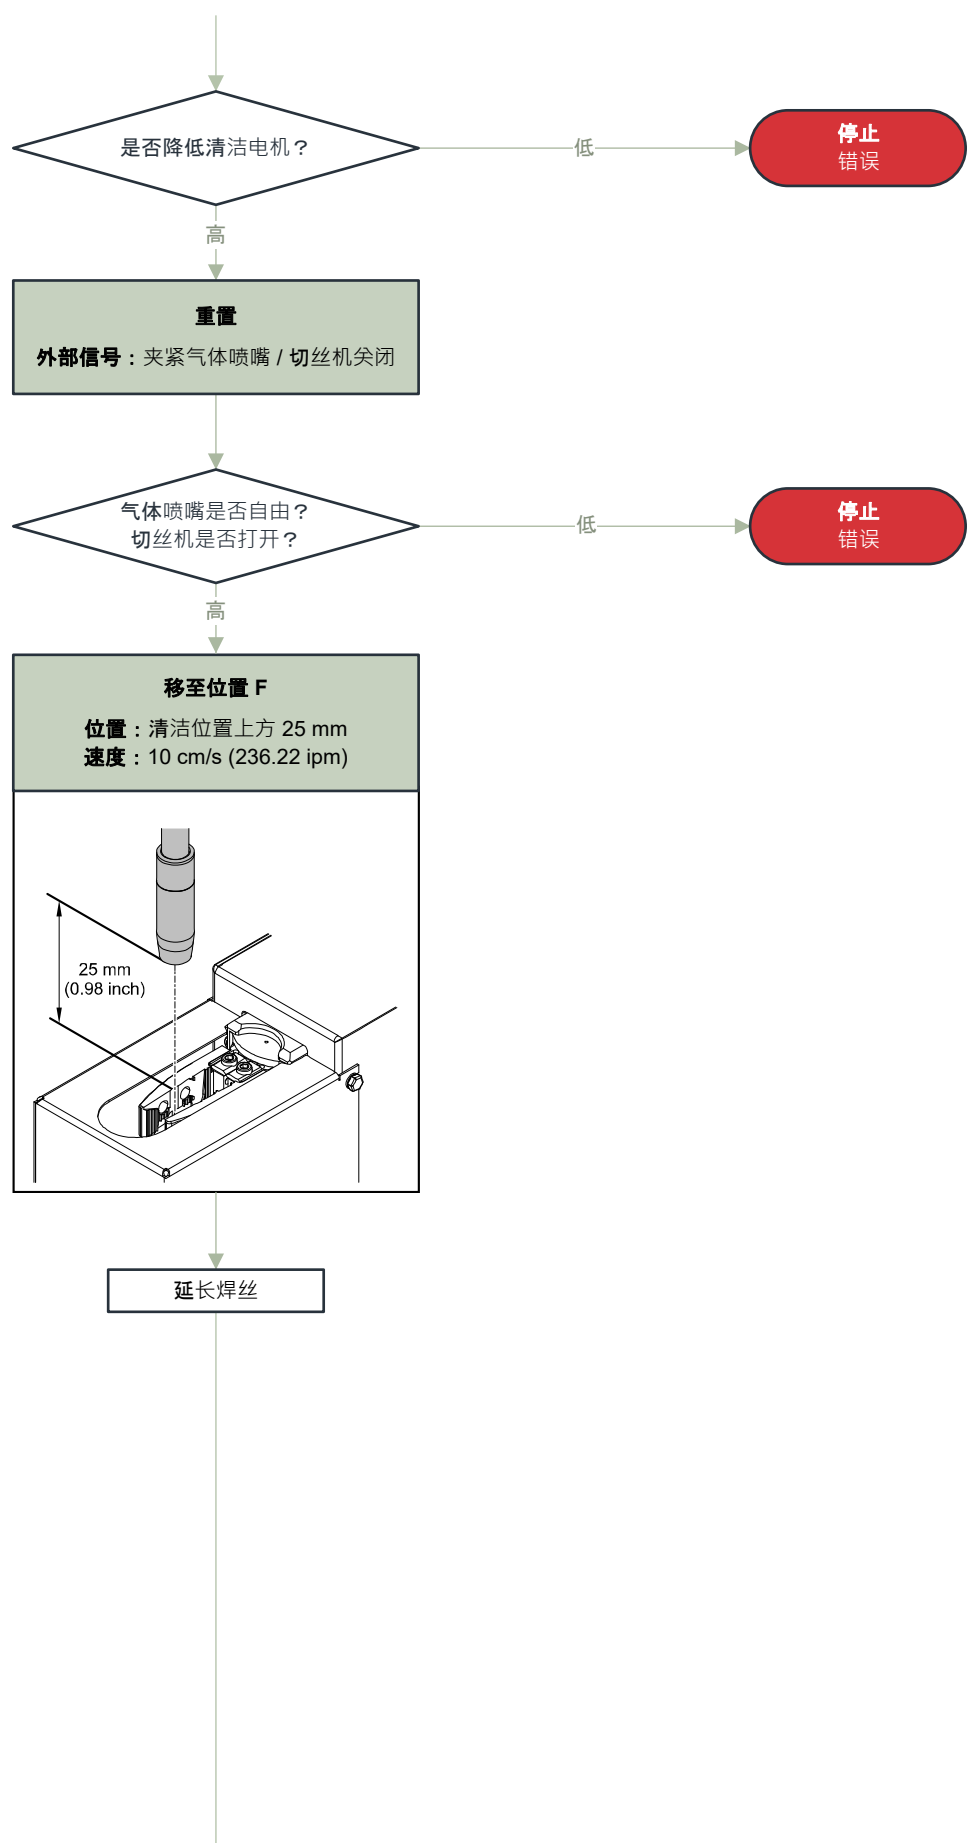 是否降低清洁电机？
低
停止
错误
高
重置
外部信号：夹紧气体喷嘴 / 切丝机关闭
气体喷嘴是否自由？
切丝机是否打开？
低
停止
错误
高
移至位置 F
位置：清洁位置上方 25 mm
速度：10 cm/s (236.22 ipm)
25 mm
(0.98 inch)
延长焊丝